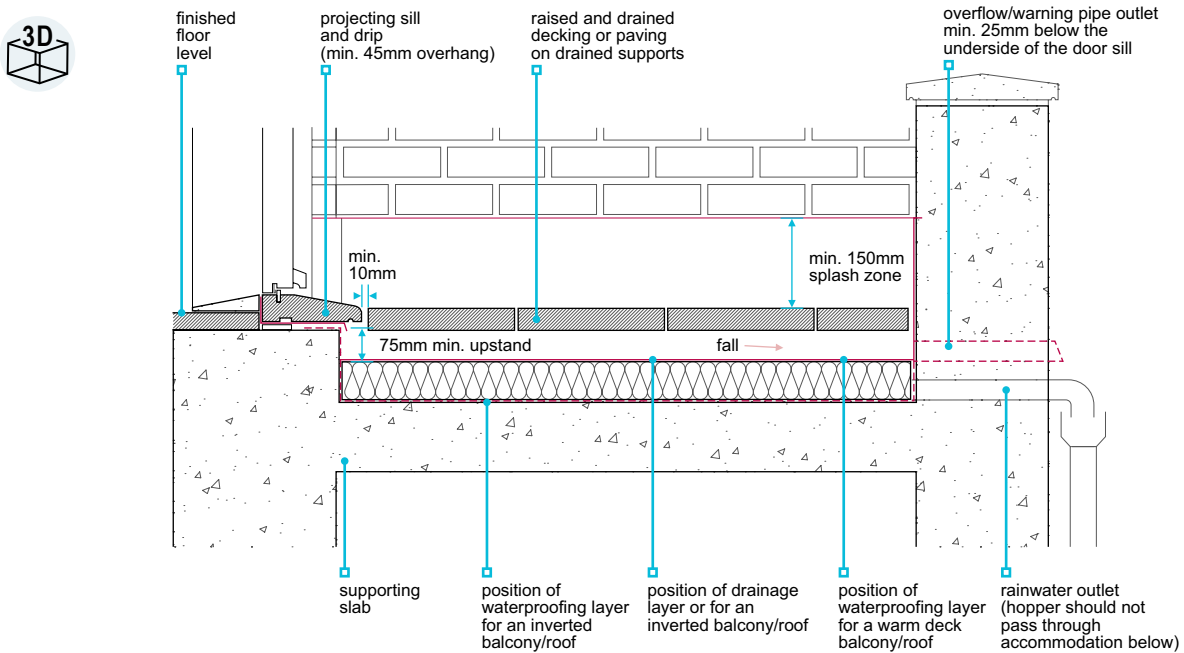 3D
finished
floor
level
projecting sill
and drip
(min. 45mm overhang)
raised and drained
decking or paving
on drained supports
overflow/warning pipe outlet
min. 25mm below the
underside of the door sill
min.
10mm
min. 150mm
splash zone
75mm min. upstand
fall
supporting
slab
position of
waterproofing layer
for an inverted
balcony/roof
position of drainage
layer or for an
inverted balcony/roof
position of
waterproofing layer
for a warm deck
balcony/roof
rainwater outlet
(hopper should not
pass through
accommodation below)